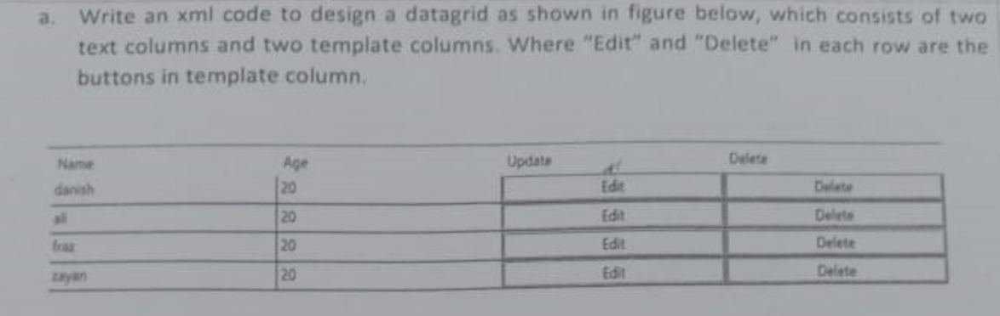 a. Write an xml code to design a datagrid as shown in figure below, which consists of two
text columns and two template columns. Where "Edit" and "Delete" in each row are the
buttons in template column.
Name Age Update Delete
danish 20 Edit Delete
ali 20 Edit Delete
fraz 20 Edit Delete
zayan 20 Edit Delete